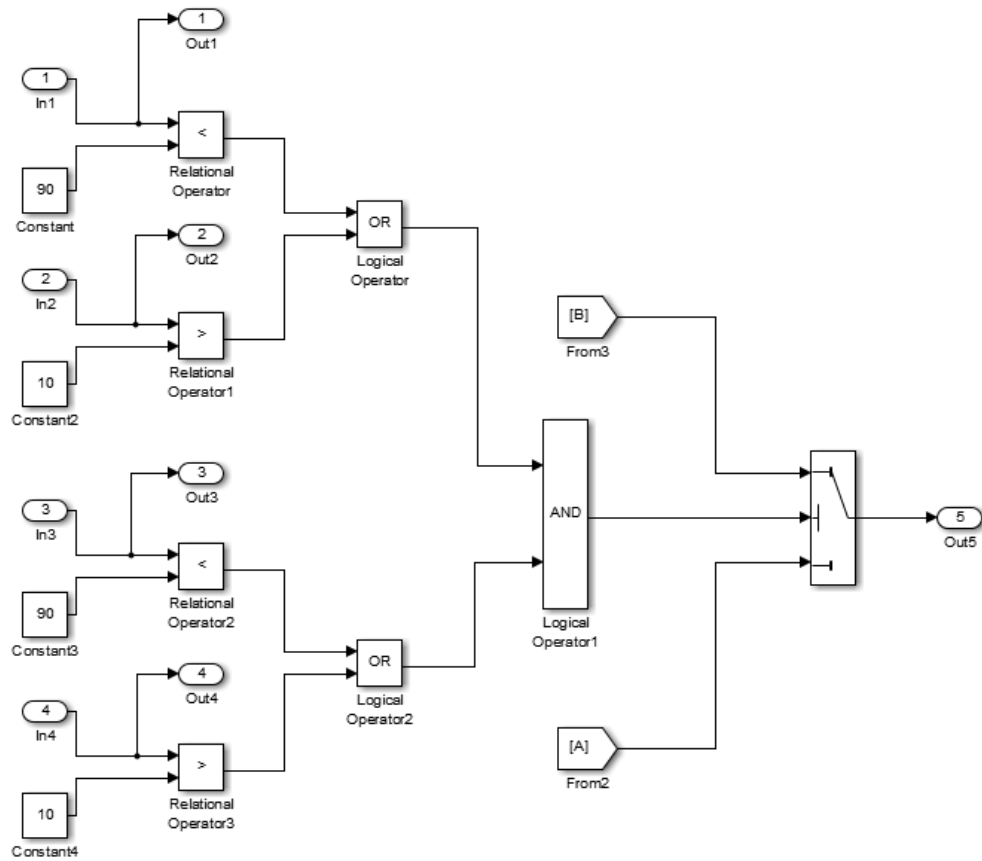 1
Out1
1
In1
<
Relational
Operator
90
Constant
2
Out2
OR
Logical
Operator
2
In2
>
Relational
Operator1
10
Constant2
[B]
From3
3
Out3
3
In3
<
Relational
Operator2
90
Constant3
AND
Logical
Operator1
5
Out5
4
Out4
OR
Logical
Operator2
4
In4
>
Relational
Operator3
10
Constant4
[A]
From2